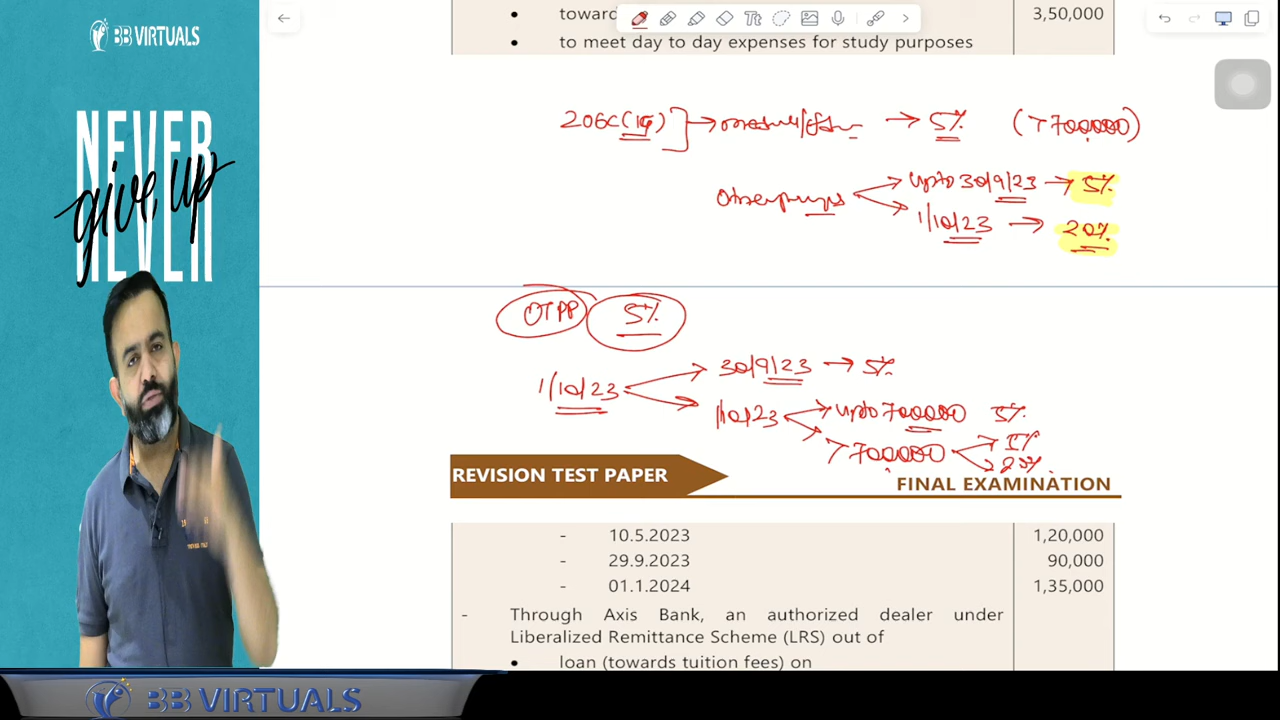 BB VIRTUALS
NEVER
give up
NEVER
• towar
3,50,000
• to meet day to day expenses for study purposes
206C(1G) → → 5% (>700000)
upto 30/9/23 → 5%
1/10/23 → 20%
OTPP 5%
1/10/23
30/9/23 → 5%
1/10/23
upto 700000 5%
>700000
5%
20%
REVISION TEST PAPER
FINAL EXAMINATION
- 10.5.2023 1,20,000
- 29.9.2023 90,000
- 01.1.2024 1,35,000
- Through Axis Bank, an authorized dealer under
Liberalized Remittance Scheme (LRS) out of
• loan (towards tuition fees) on
BB VIRTUALS